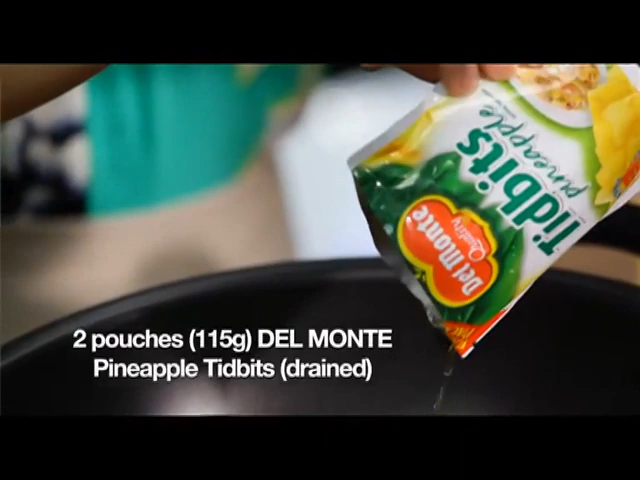 Tidbits
pineapple
Quality
Del Monte
2 pouches (115g) DEL MONTE
Pineapple Tidbits (drained)